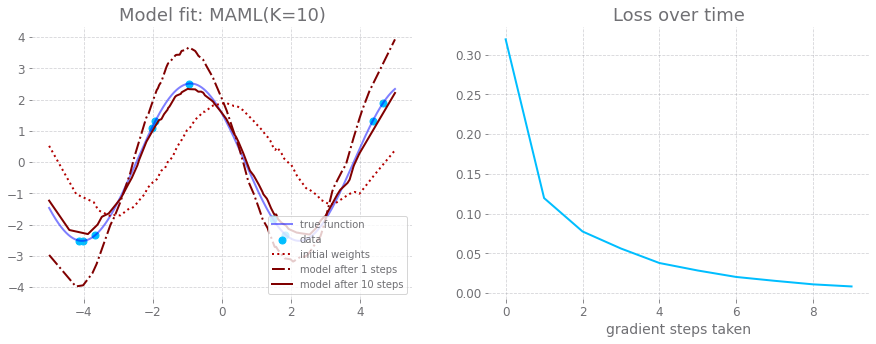 Model fit: MAML(K=10)
4
3
2
1
0
−1
−2
−3
−4
−4 −2 0 2 4
true function
data
initial weights
model after 1 steps
model after 10 steps
Loss over time
0.30
0.25
0.20
0.15
0.10
0.05
0.00
0 2 4 6 8
gradient steps taken